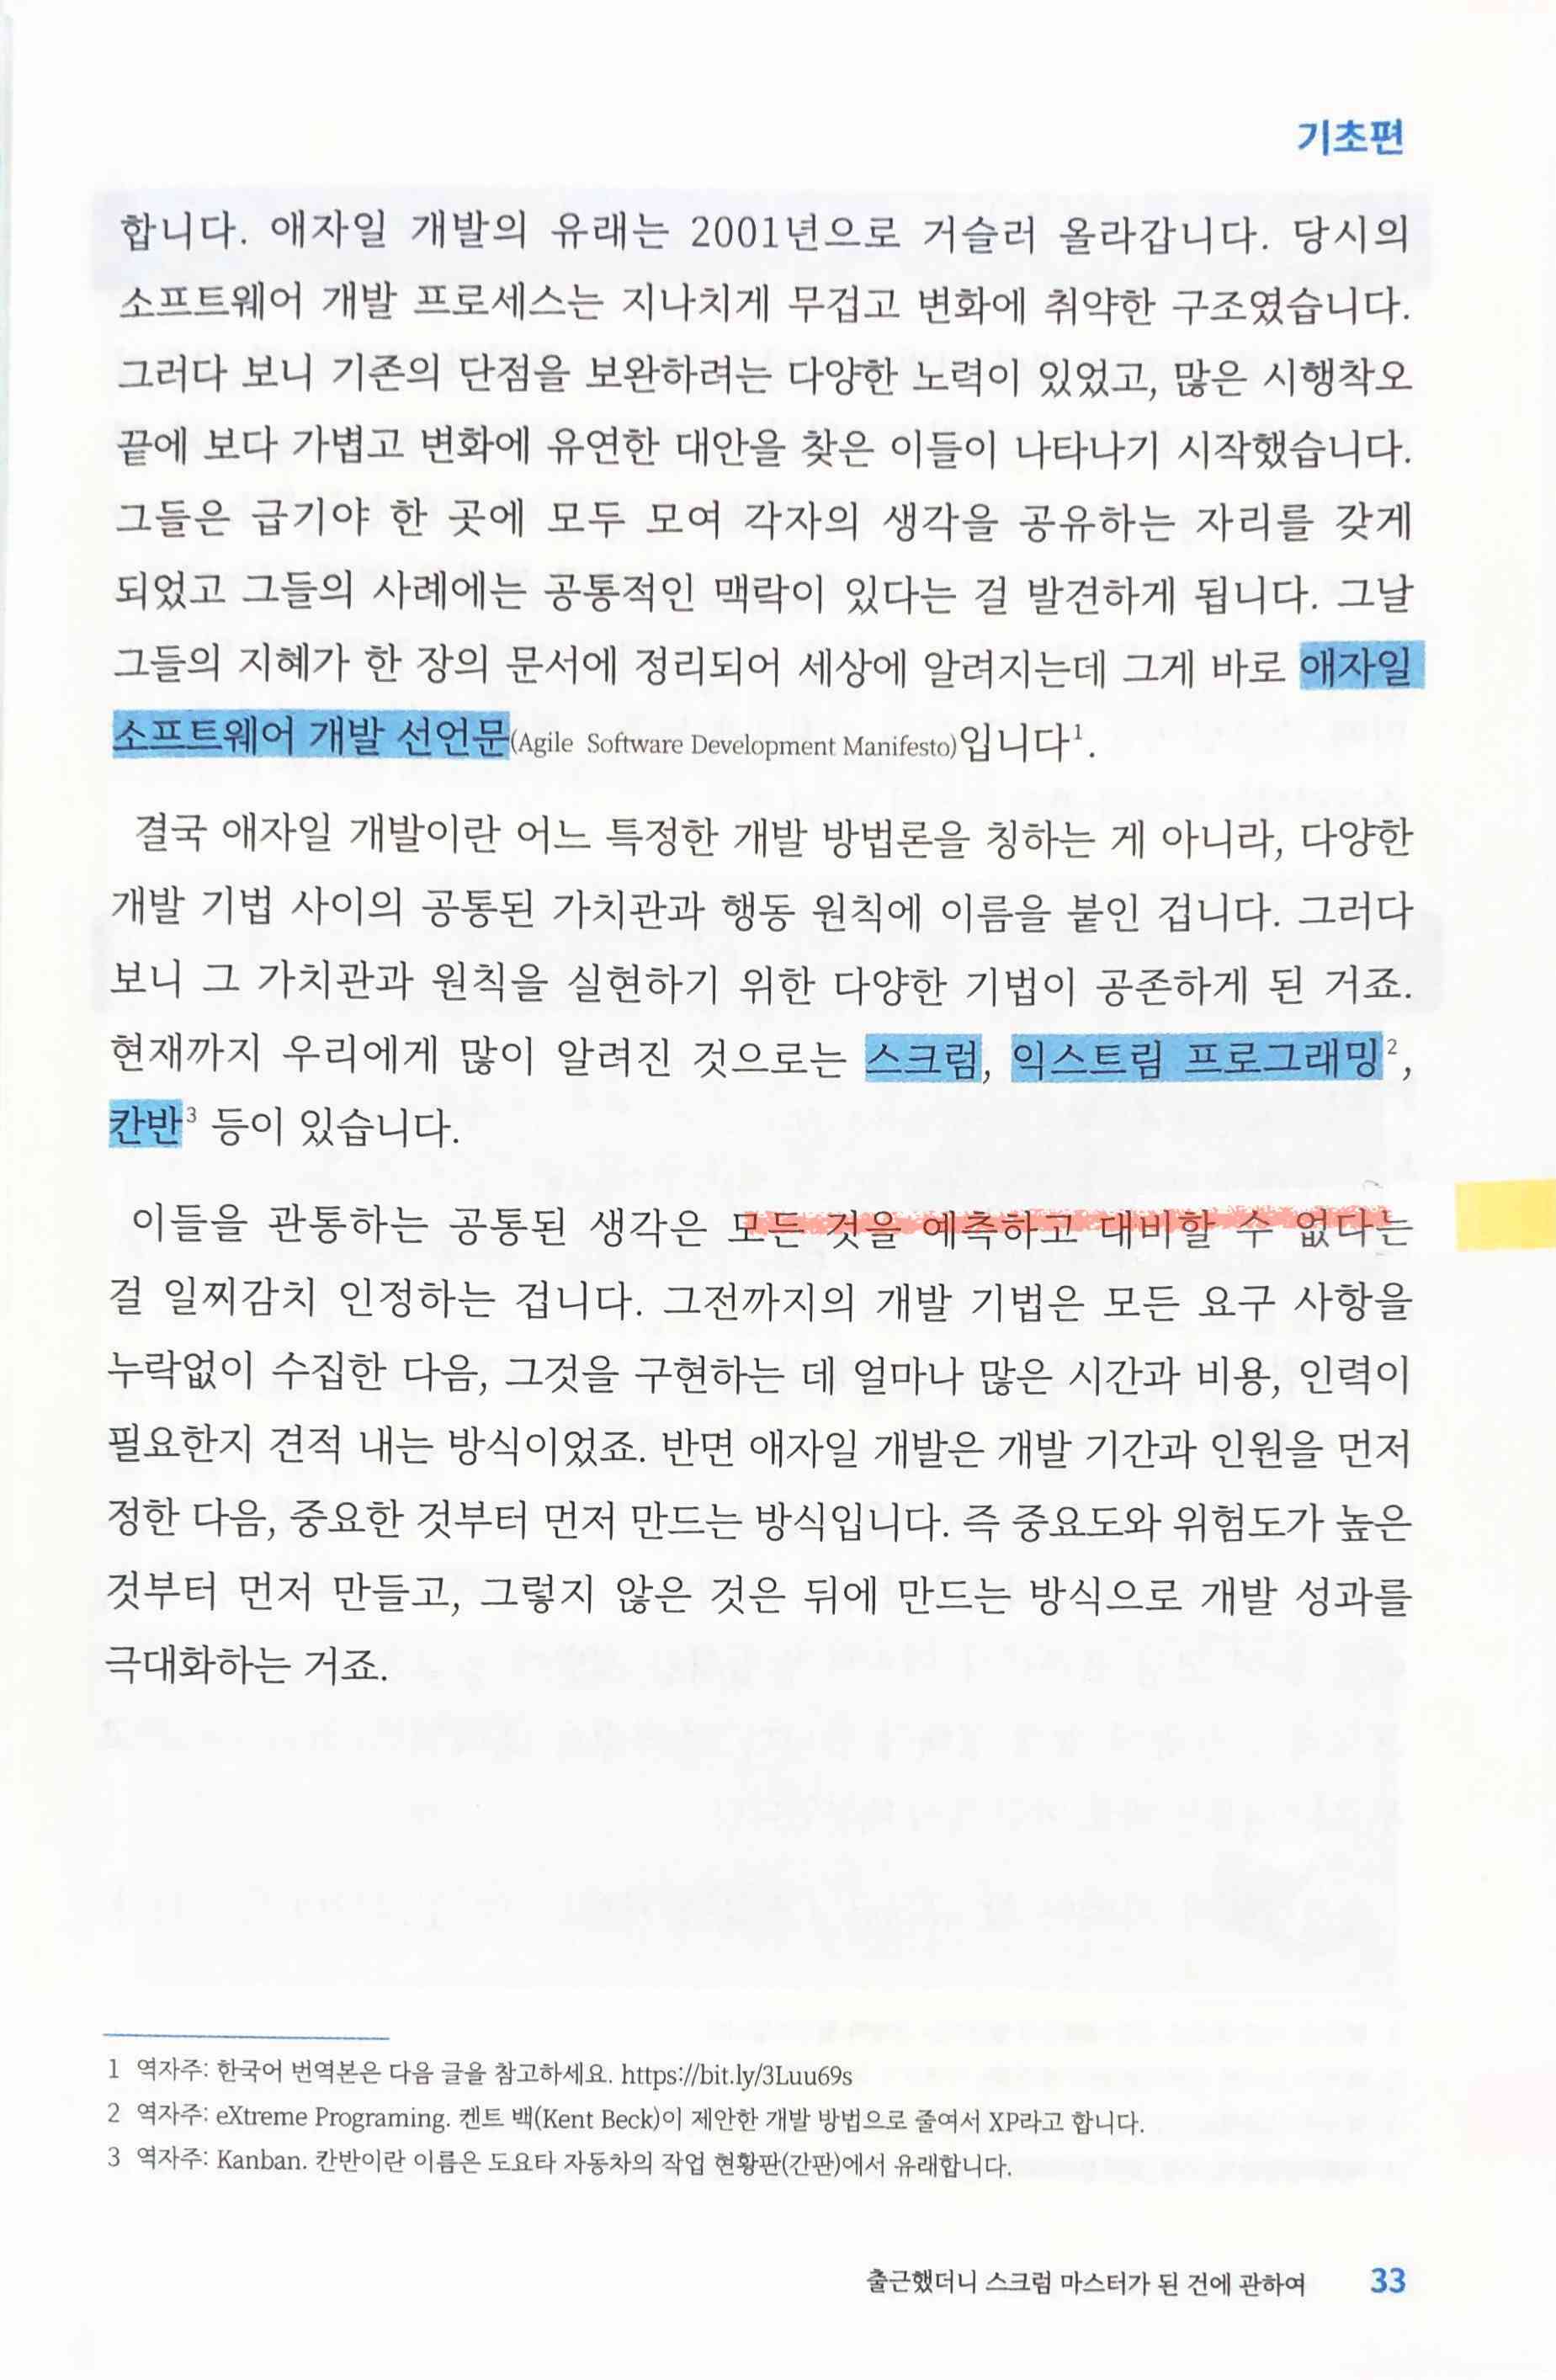 기초편
합니다. 애자일 개발의 유래는 2001년으로 거슬러 올라갑니다. 당시의
소프트웨어 개발 프로세스는 지나치게 무겁고 변화에 취약한 구조였습니다.
그러다 보니 기존의 단점을 보완하려는 다양한 노력이 있었고, 많은 시행착오
끝에 보다 가볍고 변화에 유연한 대안을 찾은 이들이 나타나기 시작했습니다.
그들은 급기야 한 곳에 모두 모여 각자의 생각을 공유하는 자리를 갖게
되었고 그들의 사례에는 공통적인 맥락이 있다는 걸 발견하게 됩니다. 그날
그들의 지혜가 한 장의 문서에 정리되어 세상에 알려지는데 그게 바로 애자일
소프트웨어 개발 선언문(Agile Software Development Manifesto)입니다¹.
결국 애자일 개발이란 어느 특정한 개발 방법론을 칭하는 게 아니라, 다양한
개발 기법 사이의 공통된 가치관과 행동 원칙에 이름을 붙인 겁니다. 그러다
보니 그 가치관과 원칙을 실현하기 위한 다양한 기법이 공존하게 된 거죠.
현재까지 우리에게 많이 알려진 것으로는 스크럼, 익스트림 프로그래밍²,
칸반³ 등이 있습니다.
이들을 관통하는 공통된 생각은 모든 것을 예측하고 대비할 수 없다는
걸 일찌감치 인정하는 겁니다. 그전까지의 개발 기법은 모든 요구 사항을
누락없이 수집한 다음, 그것을 구현하는 데 얼마나 많은 시간과 비용, 인력이
필요한지 견적 내는 방식이었죠. 반면 애자일 개발은 개발 기간과 인원을 먼저
정한 다음, 중요한 것부터 먼저 만드는 방식입니다. 즉 중요도와 위험도가 높은
것부터 먼저 만들고, 그렇지 않은 것은 뒤에 만드는 방식으로 개발 성과를
극대화하는 거죠.
1 역자주: 한국어 번역본은 다음 글을 참고하세요. https://bit.ly/3Luu69s
2 역자주: eXtreme Programing. 켄트 백(Kent Beck)이 제안한 개발 방법으로 줄여서 XP라고 합니다.
3 역자주: Kanban. 칸반이란 이름은 도요타 자동차의 작업 현황판(간판)에서 유래합니다.
출근했더니 스크럼 마스터가 된 건에 관하여 33